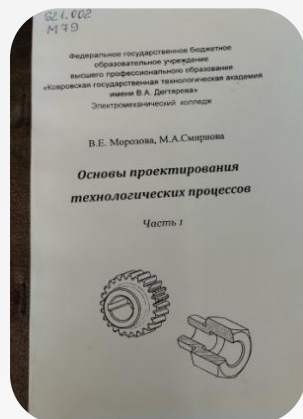 621.002
М79
Федеральное государственное бюджетное
образовательное учреждение
высшего профессионального образования
«Ковровская государственная технологическая академия
имени В.А. Дегтярева»
Электромеханический колледж
В.Е. Морозова, М.А.Смирнова
Основы проектирования
технологических процессов
Часть 1